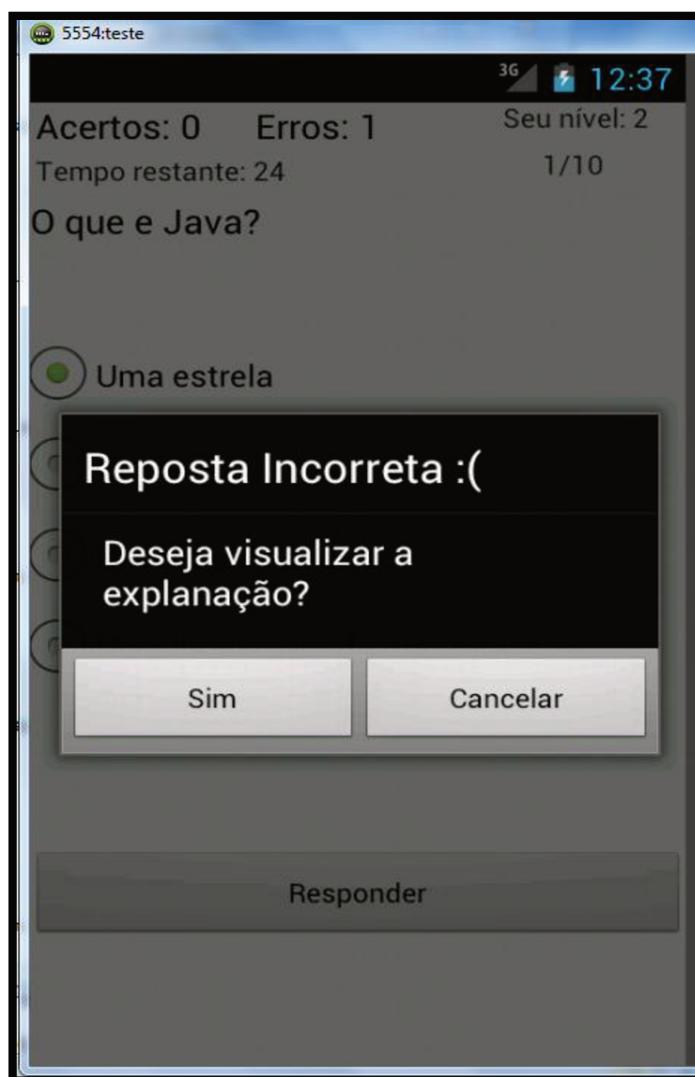 5554:teste
3G 12:37
Acertos: 0 Erros: 1 Seu nível: 2
Tempo restante: 24 1/10
O que e Java?
Uma estrela
Reposta Incorreta :(
Deseja visualizar a
explanação?
Sim Cancelar
Responder